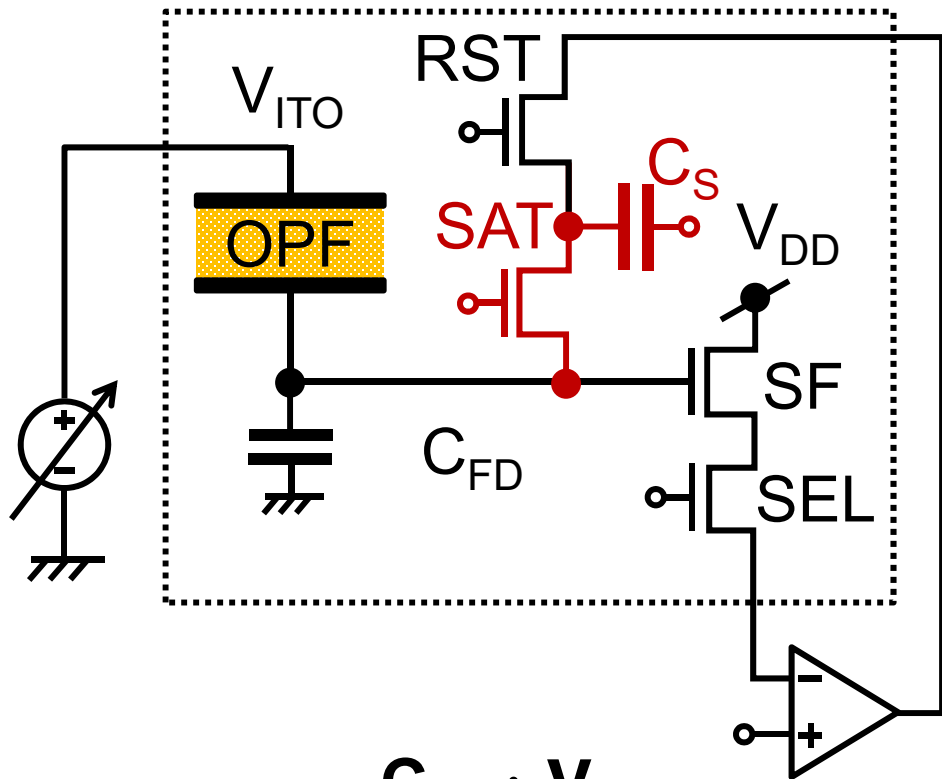 RST
V_ITO
C_S
SAT
OPF
V_DD
SF
C_FD
SEL
+
−
−
+